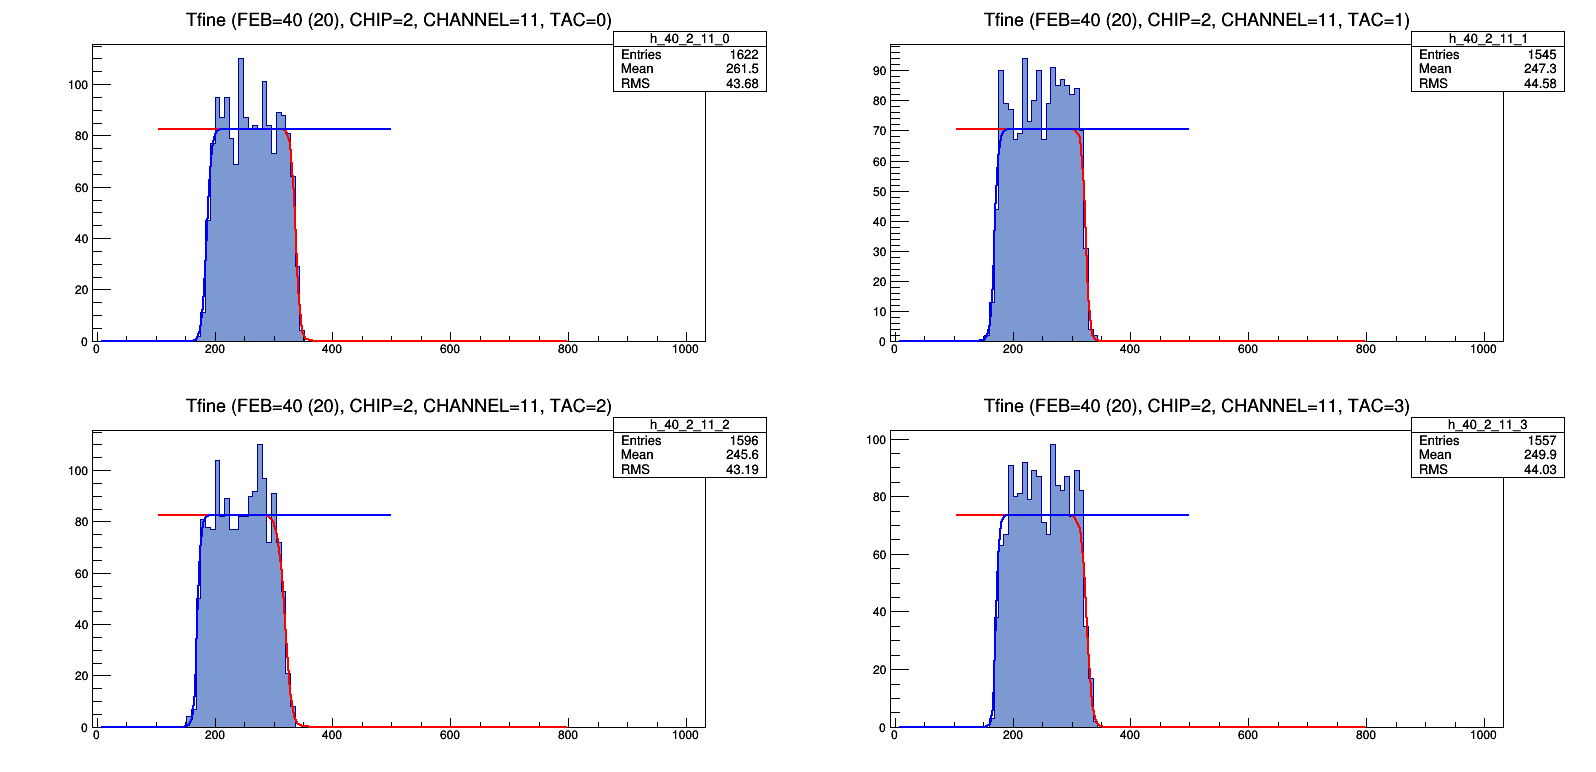 Tfine (FEB=40 (20), CHIP=2, CHANNEL=11, TAC=0)
h_40_2_11_0
Entries 1622
Mean 261.5
RMS 43.68
100
80
60
40
20
0
0 200 400 600 800 1000
Tfine (FEB=40 (20), CHIP=2, CHANNEL=11, TAC=1)
h_40_2_11_1
Entries 1545
Mean 247.3
RMS 44.58
90
80
70
60
50
40
30
20
10
0
0 200 400 600 800 1000
Tfine (FEB=40 (20), CHIP=2, CHANNEL=11, TAC=2)
h_40_2_11_2
Entries 1596
Mean 245.6
RMS 43.19
100
80
60
40
20
0
0 200 400 600 800 1000
Tfine (FEB=40 (20), CHIP=2, CHANNEL=11, TAC=3)
h_40_2_11_3
Entries 1557
Mean 249.9
RMS 44.03
100
80
60
40
20
0
0 200 400 600 800 1000